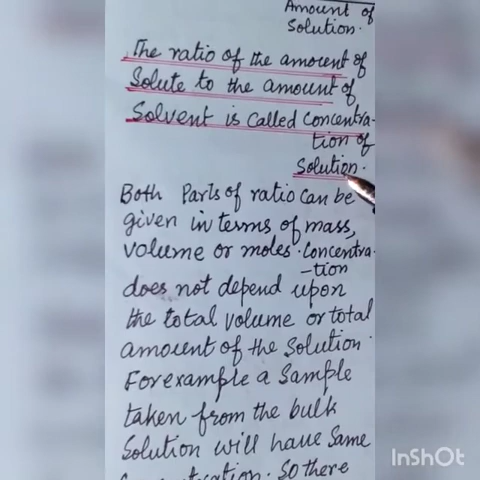 Amount of
Solution.
The ratio of the amount of
Solute to the amount of
Solvent is called Concentra-
tion of
Solution.
Both Parts of ratio can be
given in terms of mass,
volume or moles. Concentra-
-tion
does not depend upon
the total volume or total
amount of the Solution.
For example a Sample
taken from the bulk
Solution will have Same
So there
InShOt